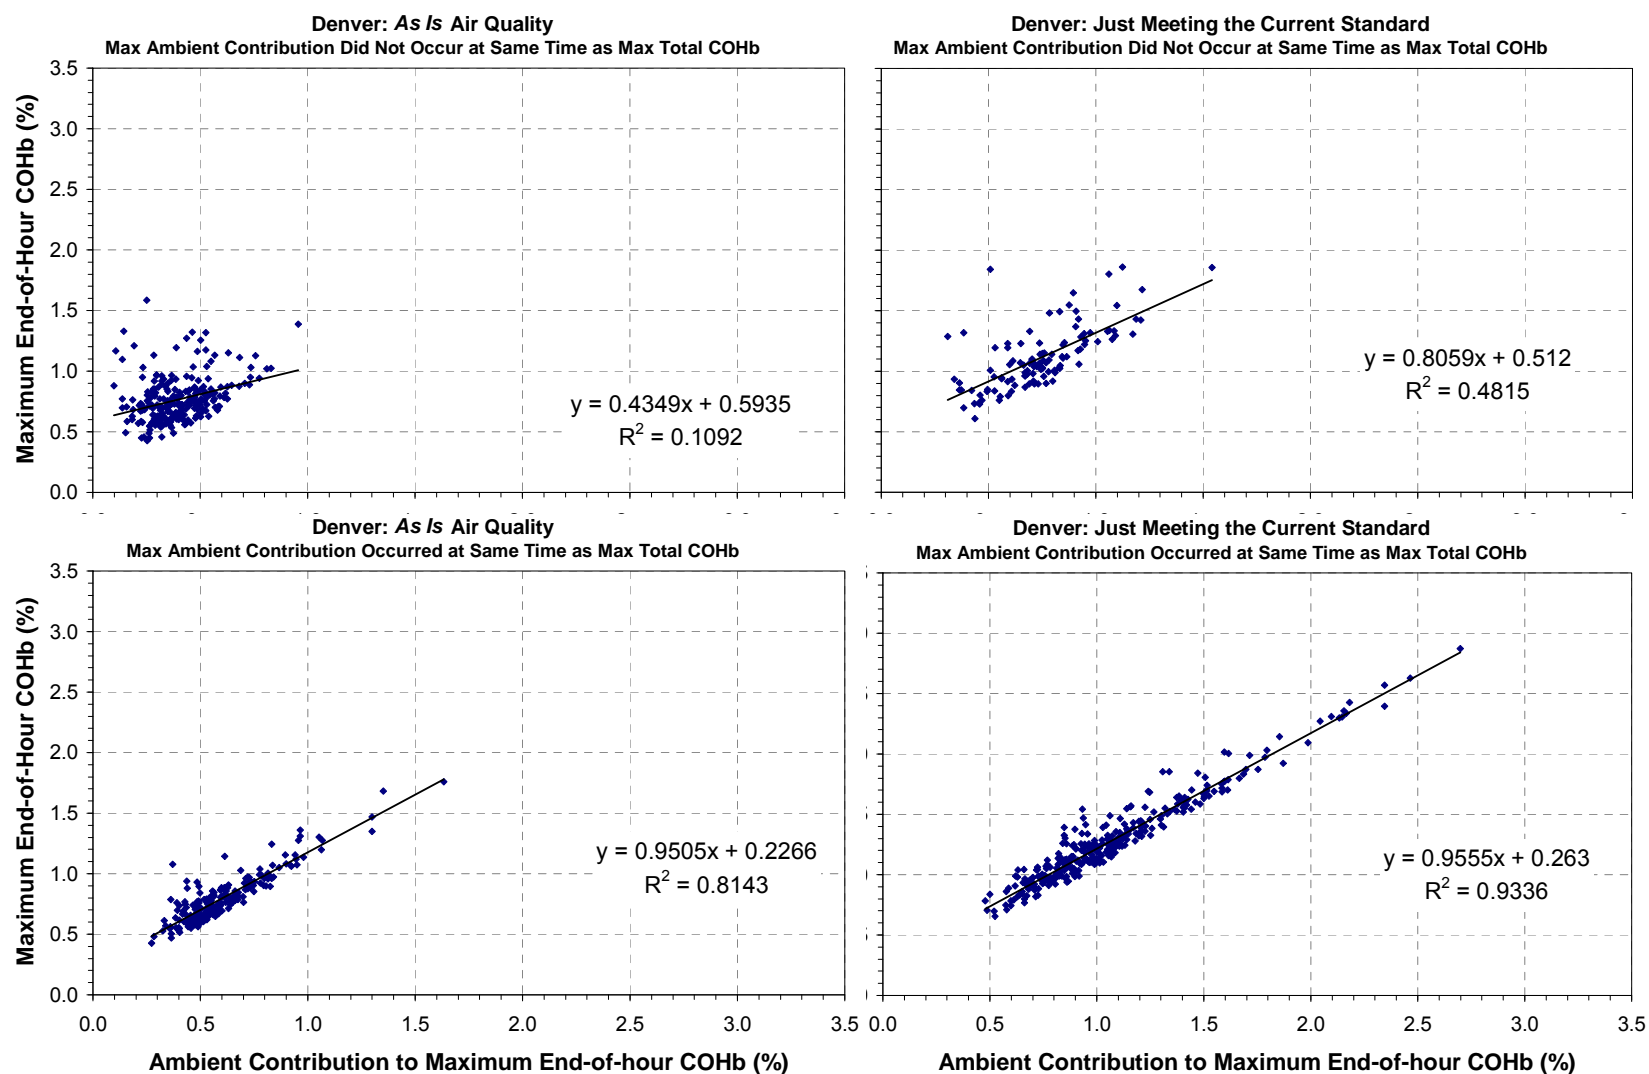 Denver: As Is Air Quality
Max Ambient Contribution Did Not Occur at Same Time as Max Total COHb
Denver: Just Meeting the Current Standard
Max Ambient Contribution Did Not Occur at Same Time as Max Total COHb
Maximum End-of-Hour COHb (%)
3.5
3.0
2.5
2.0
1.5
1.0
0.5
0.0
y = 0.4349x + 0.5935
R2 = 0.1092
y = 0.8059x + 0.512
R2 = 0.4815
Denver: As Is Air Quality
Max Ambient Contribution Occurred at Same Time as Max Total COHb
Denver: Just Meeting the Current Standard
Max Ambient Contribution Occurred at Same Time as Max Total COHb
Maximum End-of-Hour COHb (%)
3.5
3.0
2.5
2.0
1.5
1.0
0.5
0.0
y = 0.9505x + 0.2266
R2 = 0.8143
y = 0.9555x + 0.263
R2 = 0.9336
0.0 0.5 1.0 1.5 2.0 2.5 3.0 3.5
0.0 0.5 1.0 1.5 2.0 2.5 3.0 3.5
Ambient Contribution to Maximum End-of-hour COHb (%)
Ambient Contribution to Maximum End-of-hour COHb (%)